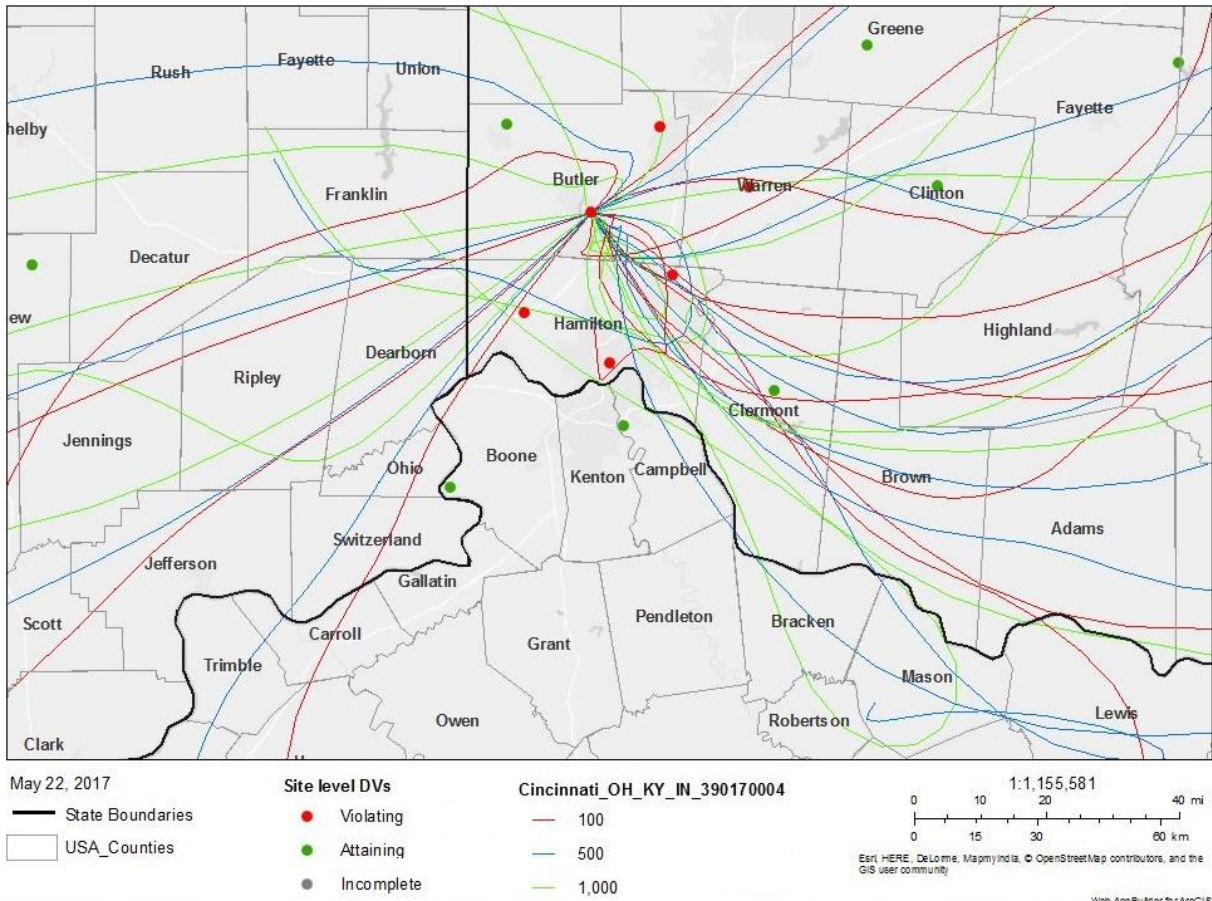 Greene
Fayette
Rush
Union
Fayette
helby
Butler
Warren
Franklin
Clinton
Decatur
ew
Hamilton
Highland
Dearborn
Ripley
Clermont
Jennings
Boone
Ohio
Kenton
Campbell
Brown
Adams
Switzerland
Jefferson
Gallatin
Pendleton
Scott
Carroll
Grant
Bracken
Trimble
Mason
Owen
Robertson
Lewis
Clark
May 22, 2017
State Boundaries
USA_Counties
Site level DVs
Violating
Attaining
Incomplete
Cincinnati_OH_KY_IN_390170004
100
500
1,000
1:1,155,581
0 10 20 40 mi
0 15 30 60 km
Esri, HERE, DeLorme, MapmyIndia, © OpenStreetMap contributors, and the
GIS user community
Web AppBuilder for ArcGIS